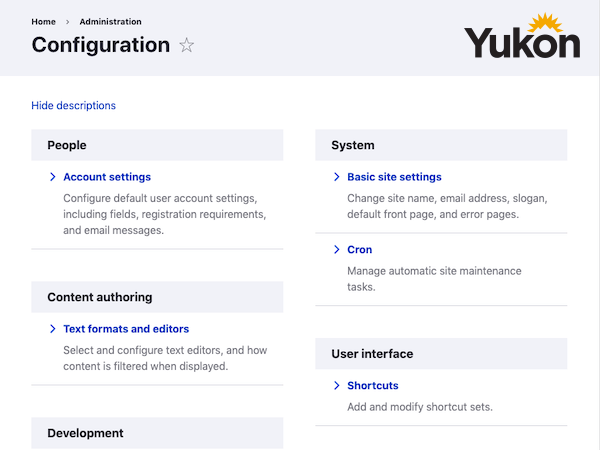 Home › Administration
Configuration
Yukon
Hide descriptions
People
Account settings
Configure default user account settings,
including fields, registration requirements,
and email messages.
Content authoring
Text formats and editors
Select and configure text editors, and how
content is filtered when displayed.
Development
System
Basic site settings
Change site name, email address, slogan,
default front page, and error pages.
Cron
Manage automatic site maintenance
tasks.
User interface
Shortcuts
Add and modify shortcut sets.